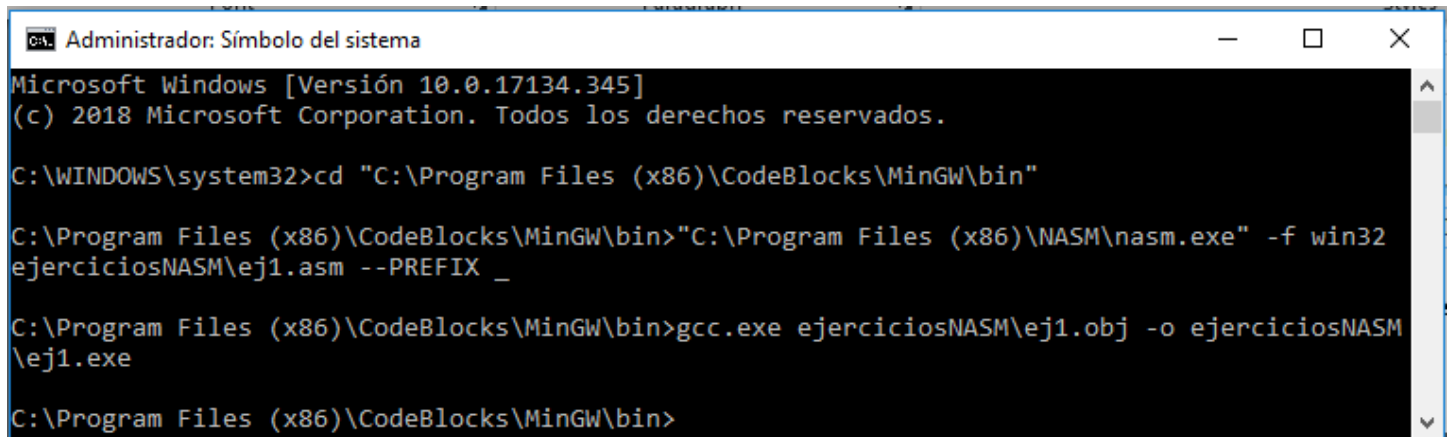 Administrador: Símbolo del sistema
Microsoft Windows [Versión 10.0.17134.345]
(c) 2018 Microsoft Corporation. Todos los derechos reservados.
C:\WINDOWS\system32>cd "C:\Program Files (x86)\CodeBlocks\MinGW\bin"
C:\Program Files (x86)\CodeBlocks\MinGW\bin>"C:\Program Files (x86)\NASM\nasm.exe" -f win32
ejerciciosNASM\ej1.asm --PREFIX _
C:\Program Files (x86)\CodeBlocks\MinGW\bin>gcc.exe ejerciciosNASM\ej1.obj -o ejerciciosNASM
\ej1.exe
C:\Program Files (x86)\CodeBlocks\MinGW\bin>